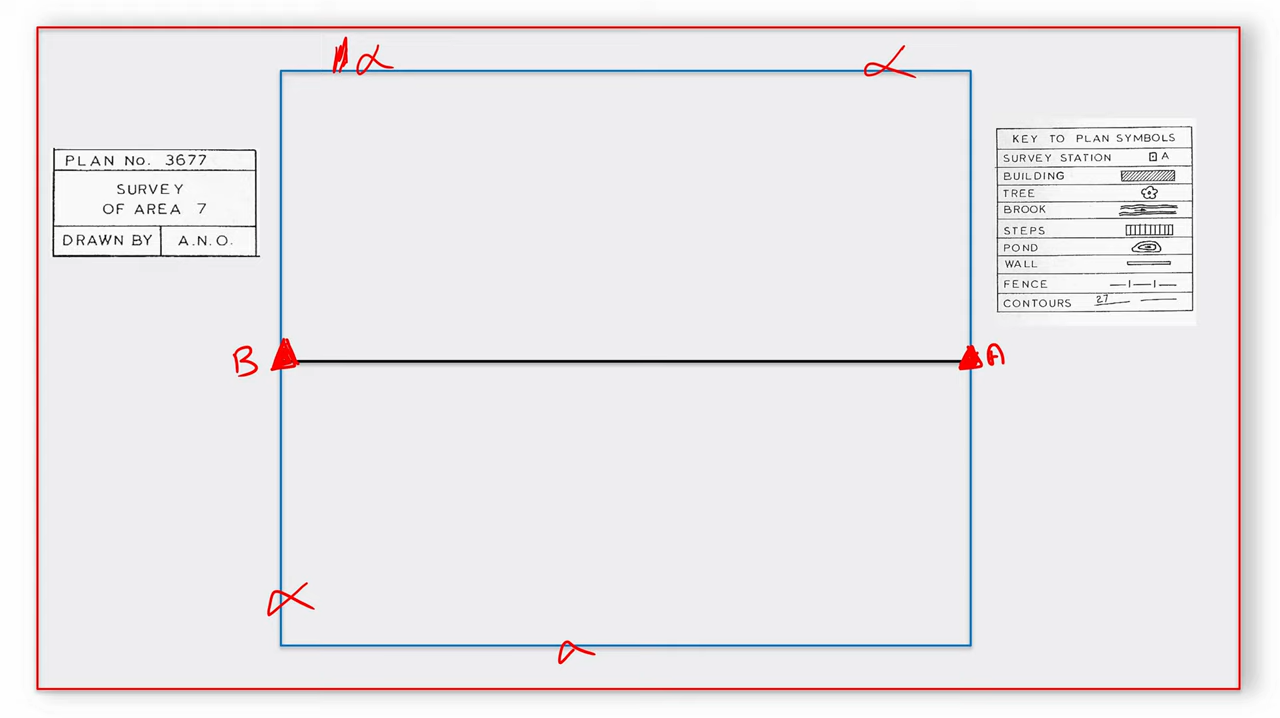 α
α
PLAN No. 3677
SURVEY
OF AREA 7
DRAWN BY A.N.O.
KEY TO PLAN SYMBOLS
SURVEY STATION A
BUILDING
TREE
BROOK
STEPS
POND
WALL
FENCE
CONTOURS 27
B
A
α
α